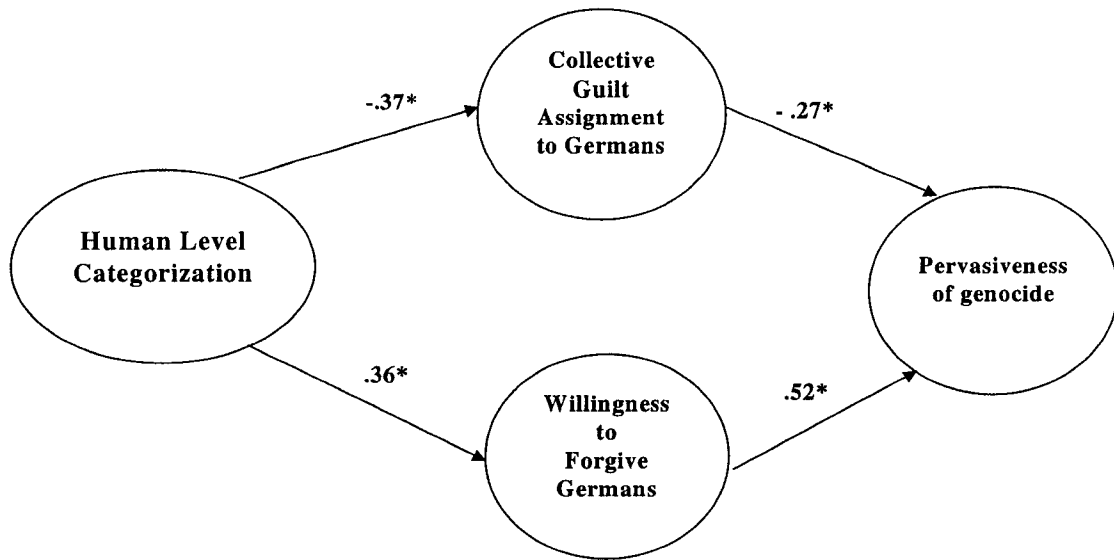 Human Level
Categorization
-.37*
.36*
Collective
Guilt
Assignment
to Germans
Willingness
to
Forgive
Germans
- .27*
.52*
Pervasiveness
of genocide